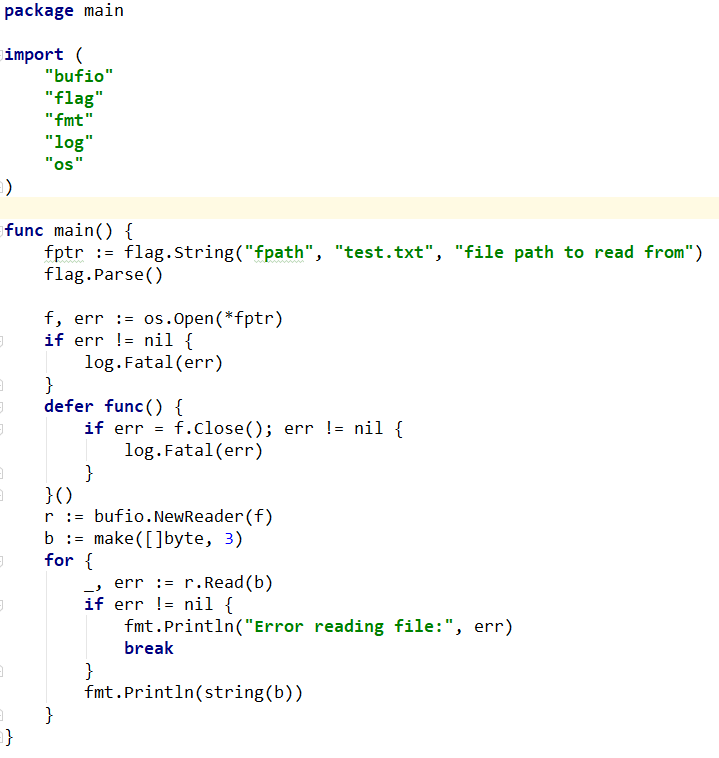 package main
import (
"bufio"
"flag"
"fmt"
"log"
"os"
)
func main() {
fptr := flag.String("fpath", "test.txt", "file path to read from")
flag.Parse()
f, err := os.Open(*fptr)
if err != nil {
log.Fatal(err)
}
defer func() {
if err = f.Close(); err != nil {
log.Fatal(err)
}
}()
r := bufio.NewReader(f)
b := make([]byte, 3)
for {
_, err := r.Read(b)
if err != nil {
fmt.Println("Error reading file:", err)
break
}
fmt.Println(string(b))
}
}